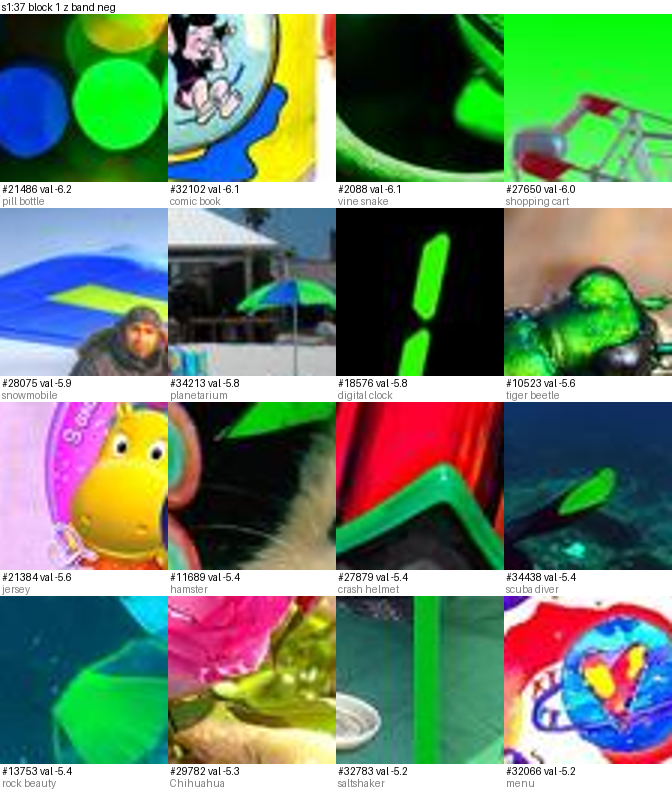 s1:37 block 1 z band neg
#21486 val -6.2
pill bottle
#32102 val -6.1
comic book
#2088 val -6.1
vine snake
#27650 val -6.0
shopping cart
#28075 val -5.9
snowmobile
#34213 val -5.8
planetarium
#18576 val -5.8
digital clock
#10523 val -5.6
tiger beetle
#21384 val -5.6
jersey
#11689 val -5.4
hamster
#27879 val -5.4
crash helmet
#34438 val -5.4
scuba diver
#13753 val -5.4
rock beauty
#29782 val -5.3
Chihuahua
#32783 val -5.2
saltshaker
#32066 val -5.2
menu